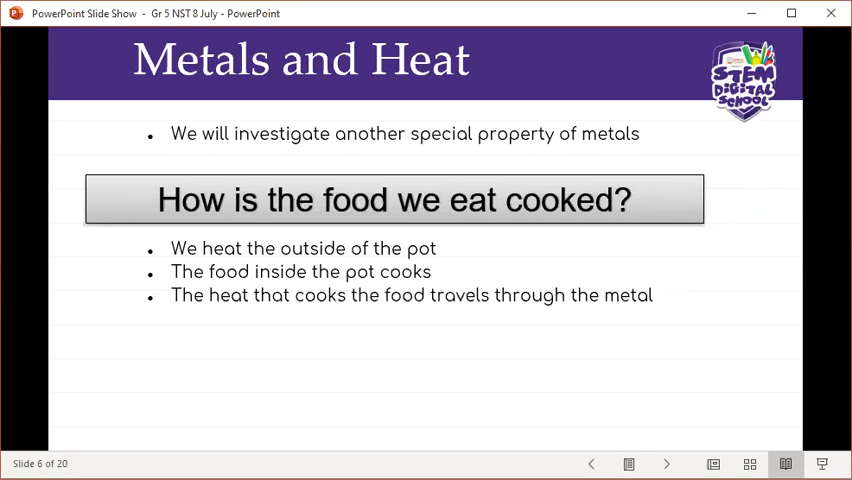 PowerPoint Slide Show - Gr 5 NST 8 July - PowerPoint
Metals and Heat
STEM
DIGITAL
SCHOOL
• We will investigate another special property of metals
How is the food we eat cooked?
• We heat the outside of the pot
• The food inside the pot cooks
• The heat that cooks the food travels through the metal
Slide 6 of 20